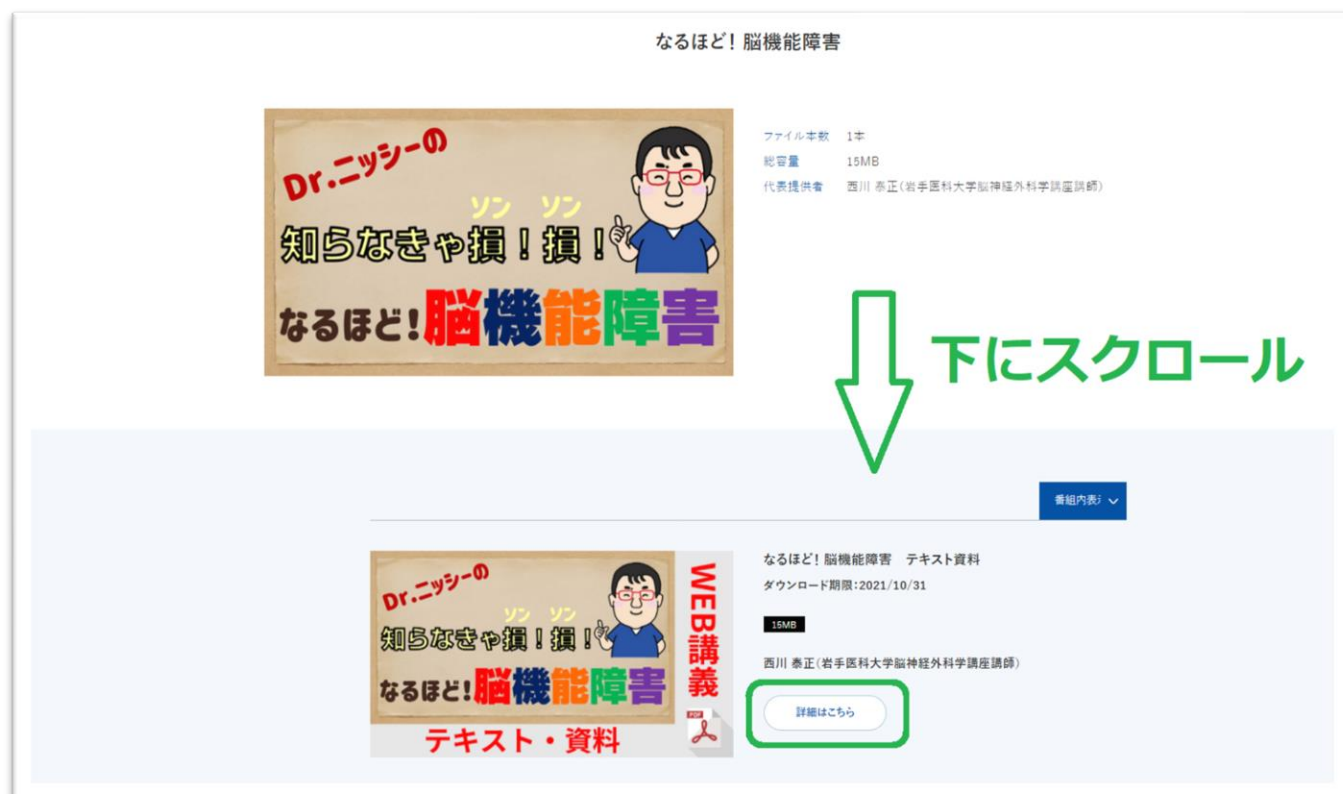 なるほど！脳機能障害
Dr.ニッシーの
ソン ソン
知らなきゃ損！損！
なるほど!脳機能障害
ファイル本数 1本
総容量 15MB
代表提供者 西川 泰正（岩手医科大学脳神経外科学講座講師）
下にスクロール
番組内表
Dr.ニッシーの
ソン ソン
知らなきゃ損！損！
なるほど!脳機能障害
WEB講義
PDF
テキスト・資料
なるほど！脳機能障害 テキスト資料
ダウンロード期限：2021/10/31
15MB
西川 泰正（岩手医科大学脳神経外科学講座講師）
詳細はこちら